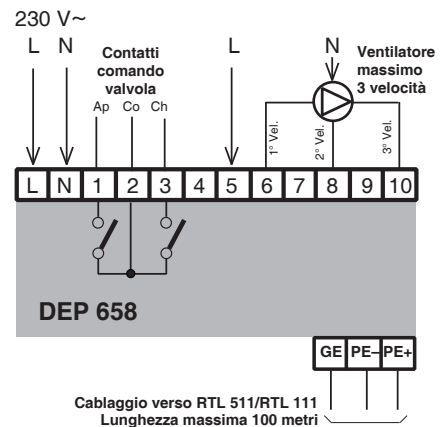 230 V~
L N L N
Contatti
comando
valvola
Ap Co Ch
Ventilatore
massimo
3 velocità
1° Vel.
2° Vel.
3° Vel.
L N 1 2 3 4 5 6 7 8 9 10
DEP 658
GE PE– PE+
Cablaggio verso RTL 511/RTL 111
Lunghezza massima 100 metri